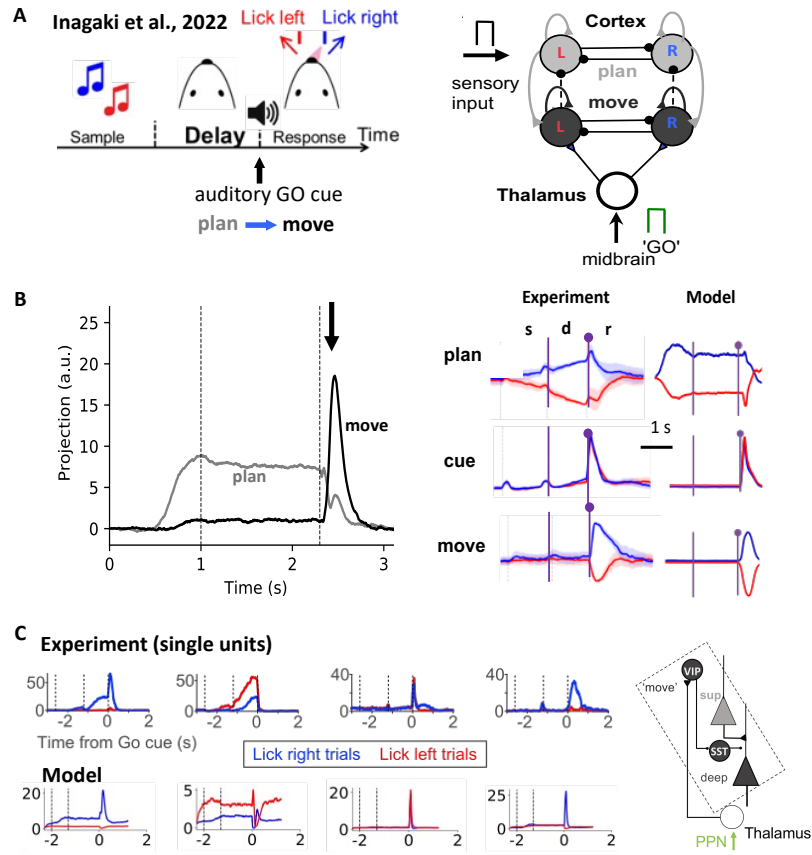 A
Inagaki et al., 2022
Lick left
Lick right
Sample
Delay
Response
Time
auditory GO cue
plan move
sensory
input
Cortex
L
R
plan
move
L
R
Thalamus
'GO'
midbrain
B
Projection (a.u.)
25
20
15
10
5
0
plan
move
0
1
2
3
Time (s)
Experiment
Model
s d r
plan
1 s
cue
move
C
Experiment (single units)
50
0
-2 0 2
50
0
-2 0 2
40
0
-2 0 2
40
0
-2 0 2
Time from Go cue (s)
Lick right trials Lick left trials
Model
20
0
-2 0 2
5
0
-2 0 2
20
0
-2 0 2
25
0
-2 0 2
VIP
'move'
sup
SST
deep
Thalamus
PPN